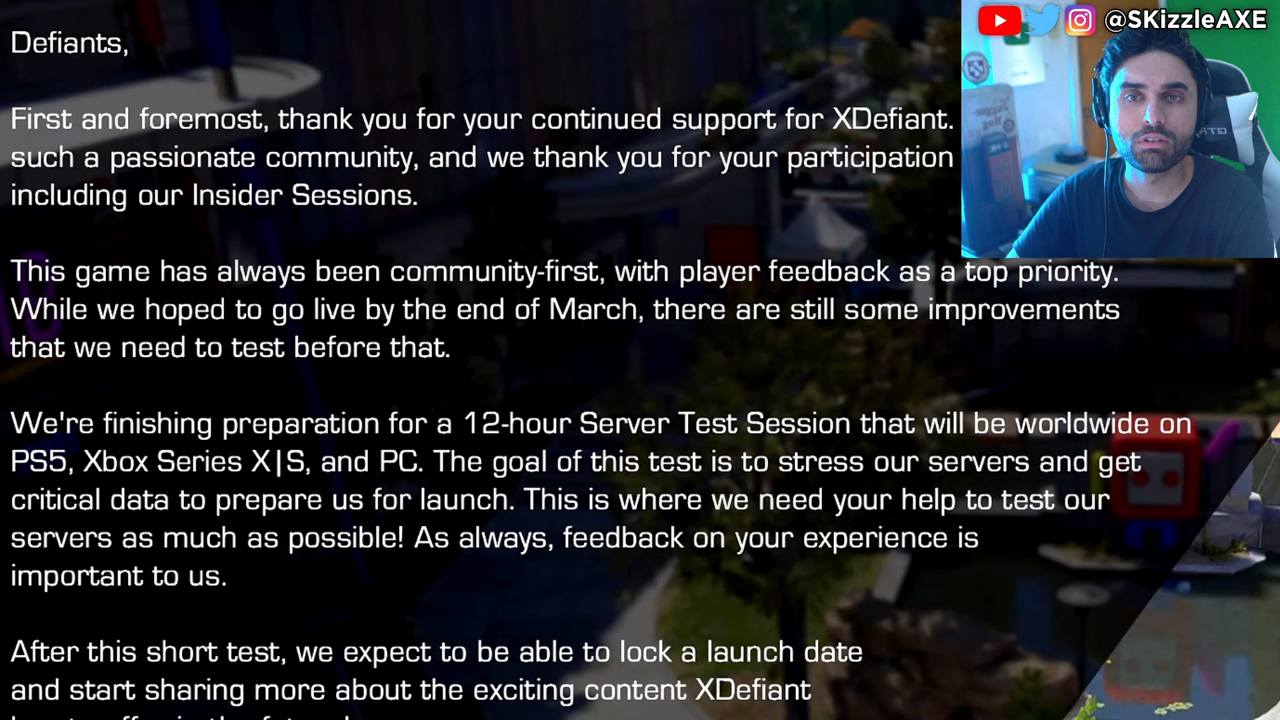 @SKizzleAXE
Defiants,
First and foremost, thank you for your continued support for XDefiant.
such a passionate community, and we thank you for your participation
including our Insider Sessions.
This game has always been community-first, with player feedback as a top priority.
While we hoped to go live by the end of March, there are still some improvements
that we need to test before that.
We're finishing preparation for a 12-hour Server Test Session that will be worldwide on
PS5, Xbox Series X|S, and PC. The goal of this test is to stress our servers and get
critical data to prepare us for launch. This is where we need your help to test our
servers as much as possible! As always, feedback on your experience is
important to us.
After this short test, we expect to be able to lock a launch date
and start sharing more about the exciting content XDefiant